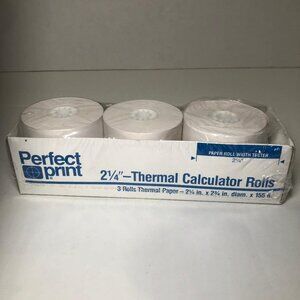 PAPER ROLL WIDTH TESTER
2¼"
Perfect
print
®
2¼"–Thermal Calculator Rolls
3 Rolls Thermal Paper – 2¼ in. x 2¾ in. diam. x 155 ft.